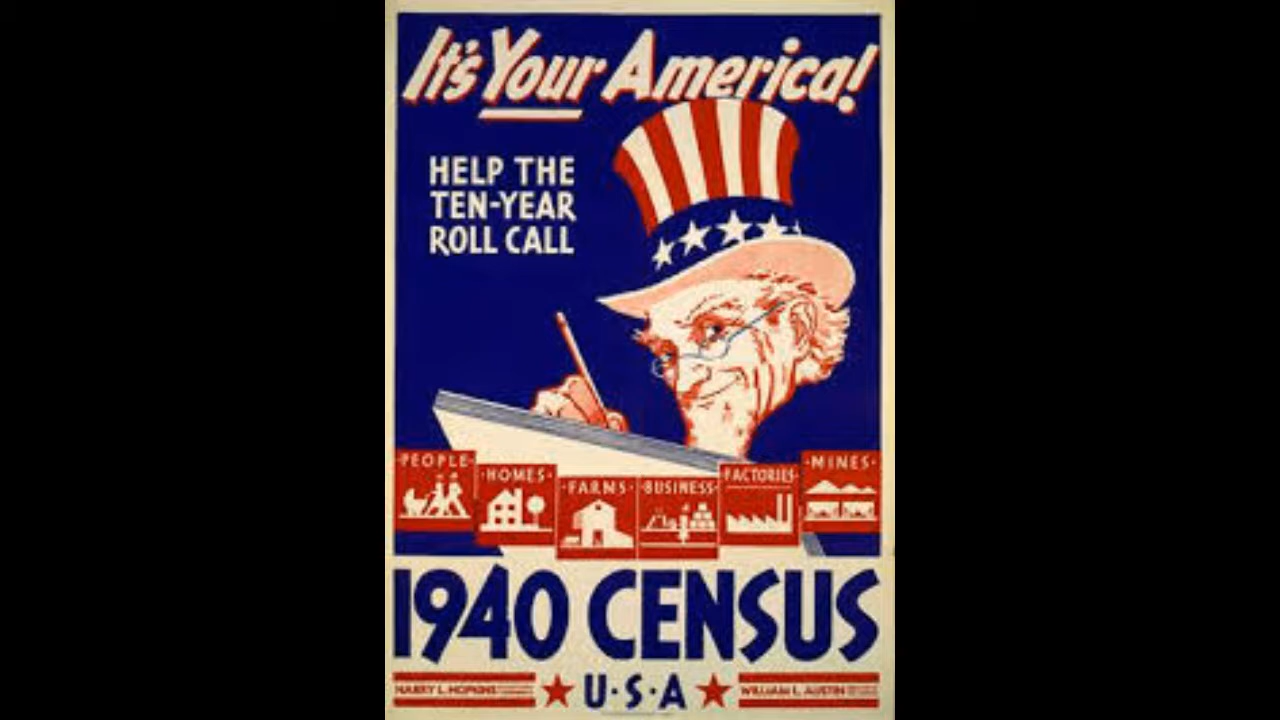 It's Your America!
HELP THE
TEN-YEAR
ROLL CALL
·PEOPLE·
·HOMES·
·FARMS·
·BUSINESS·
FACTORIES
·MINES·
1940 CENSUS
HARRY L. HOPKINS
★ U·S·A ★
WILLIAM L. AUSTIN